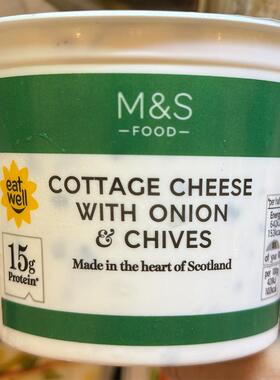 M&S
—FOOD—
eat
well
COTTAGE CHEESE
WITH ONION
& CHIVES
Made in the heart of Scotland
15g
Protein*